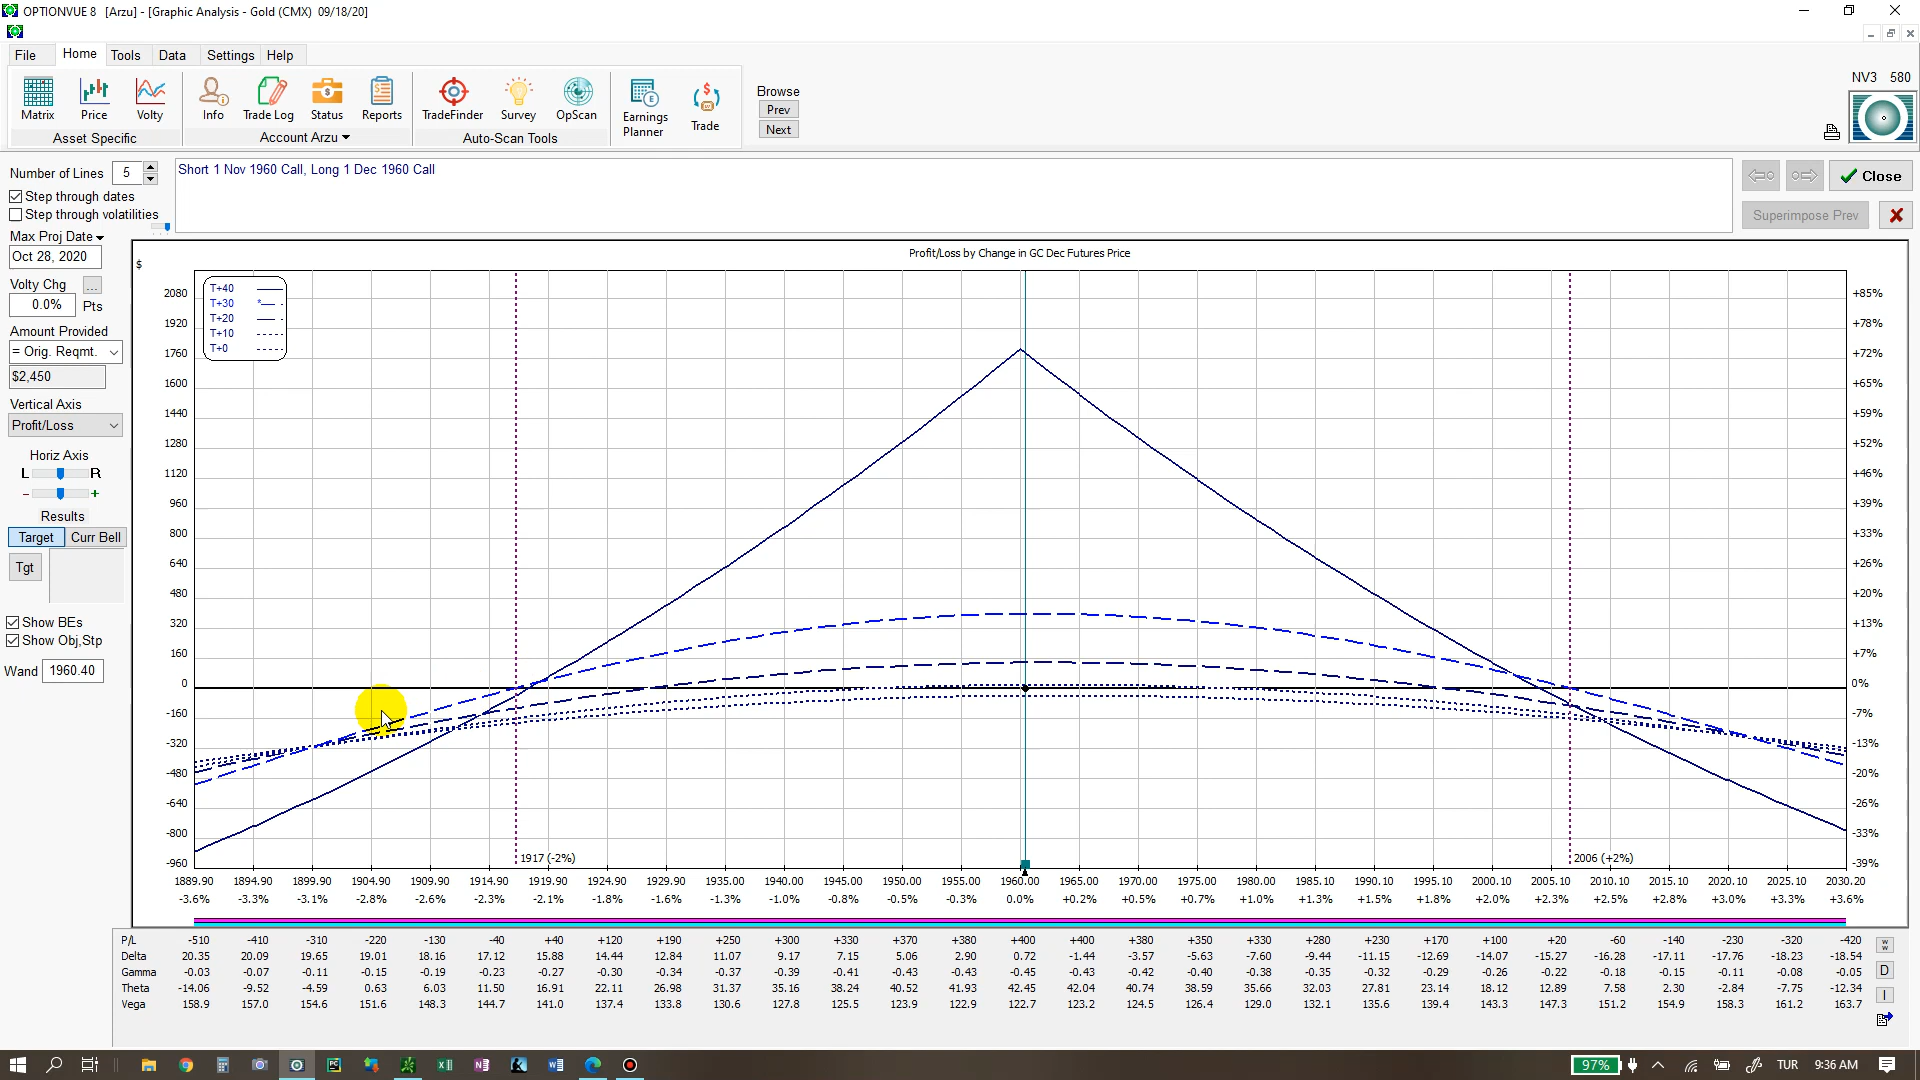 OPTIONVUE 8 [Arzu] - [Graphic Analysis - Gold (CMX) 09/18/20]
File Home Tools Data Settings Help
Matrix Price Volty Info Trade Log Status Reports TradeFinder Survey OpScan Earnings Planner Trade
Asset Specific Account Arzu Auto-Scan Tools
Browse
Prev
Next
NV3 580
Number of Lines 5
Step through dates
Step through volatilities
Max Proj Date
Oct 28, 2020
Volty Chg ...
0.0% Pts
Amount Provided
= Orig. Reqmt.
$2,450
Vertical Axis
Profit/Loss
Horiz Axis
L R
- +
Results
Target Curr Bell
Tgt
Show BEs
Show Obj,Stp
Wand 1960.40
Short 1 Nov 1960 Call, Long 1 Dec 1960 Call
Close
Superimpose Prev
Profit/Loss by Change in GC Dec Futures Price
$
T+40
T+30
T+20
T+10
T+0
2080 +85%
1920 +78%
1760 +72%
1600 +65%
1440 +59%
1280 +52%
1120 +46%
960 +39%
800 +33%
640 +26%
480 +20%
320 +13%
160 +7%
0 0%
-160 -7%
-320 -13%
-480 -20%
-640 -26%
-800 -33%
-960 -39%
1917 (-2%) 2006 (+2%)
1889.90 1894.90 1899.90 1904.90 1909.90 1914.90 1919.90 1924.90 1929.90 1935.00 1940.00 1945.00 1950.00 1955.00 1960.00 1965.00 1970.00 1975.00 1980.00 1985.10 1990.10 1995.10 2000.10 2005.10 2010.10 2015.10 2020.10 2025.10 2030.20
-3.6% -3.3% -3.1% -2.8% -2.6% -2.3% -2.1% -1.8% -1.6% -1.3% -1.0% -0.8% -0.5% -0.3% 0.0% +0.2% +0.5% +0.7% +1.0% +1.3% +1.5% +1.8% +2.0% +2.3% +2.5% +2.8% +3.0% +3.3% +3.6%
P/L -510 -410 -310 -220 -130 -40 +40 +120 +190 +250 +300 +330 +370 +380 +400 +400 +380 +350 +330 +280 +230 +170 +100 +20 -60 -140 -230 -320 -420
Delta 20.35 20.09 19.65 19.01 18.16 17.12 15.88 14.44 12.84 11.07 9.17 7.15 5.06 2.90 0.72 -1.44 -3.57 -5.63 -7.60 -9.44 -11.15 -12.69 -14.07 -15.27 -16.28 -17.11 -17.76 -18.23 -18.54
Gamma -0.03 -0.07 -0.11 -0.15 -0.19 -0.23 -0.27 -0.30 -0.34 -0.37 -0.39 -0.41 -0.43 -0.43 -0.45 -0.43 -0.42 -0.40 -0.38 -0.35 -0.32 -0.29 -0.26 -0.22 -0.18 -0.15 -0.11 -0.08 -0.05
Theta -14.06 -9.52 -4.59 0.63 6.03 11.50 16.91 22.11 26.98 31.37 35.16 38.24 40.52 41.93 42.45 42.04 40.74 38.59 35.66 32.03 27.81 23.14 18.12 12.89 7.58 2.30 -2.84 -7.75 -12.34
Vega 158.9 157.0 154.6 151.6 148.3 144.7 141.0 137.4 133.8 130.6 127.8 125.5 123.9 122.9 122.7 123.2 124.5 126.4 129.0 132.1 135.6 139.4 143.3 147.3 151.2 154.9 158.3 161.2 163.7
D
I
97% TUR 9:36 AM